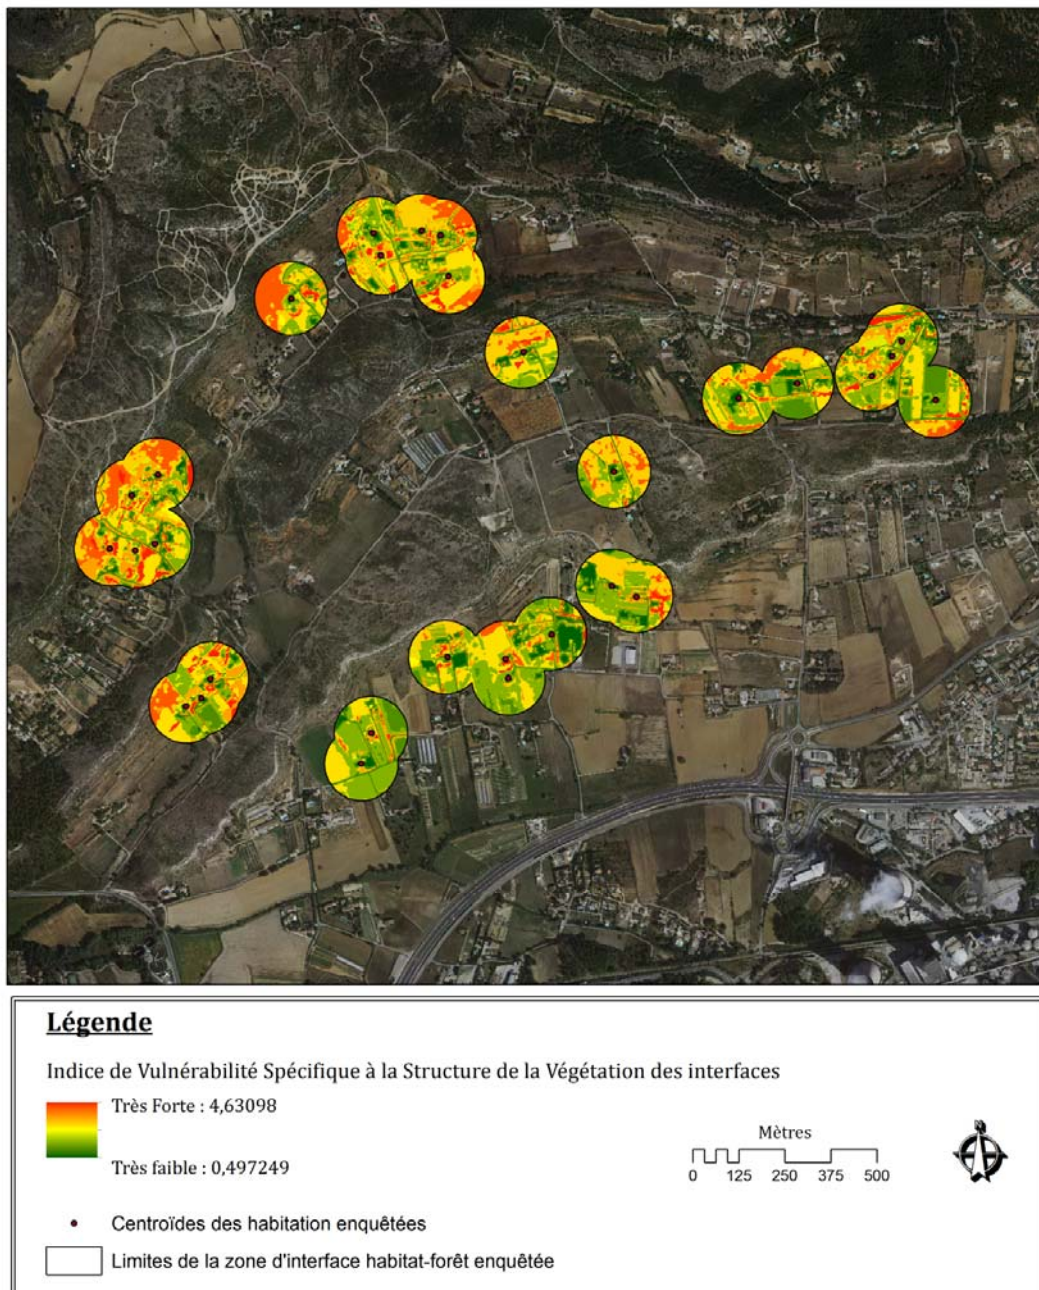 Légende
Indice de Vulnérabilité Spécifique à la Structure de la Végétation des interfaces
Très Forte : 4,63098
Très faible : 0,497249
Mètres
0 125 250 375 500
N
Centroïdes des habitation enquêtées
Limites de la zone d'interface habitat-forêt enquêtée